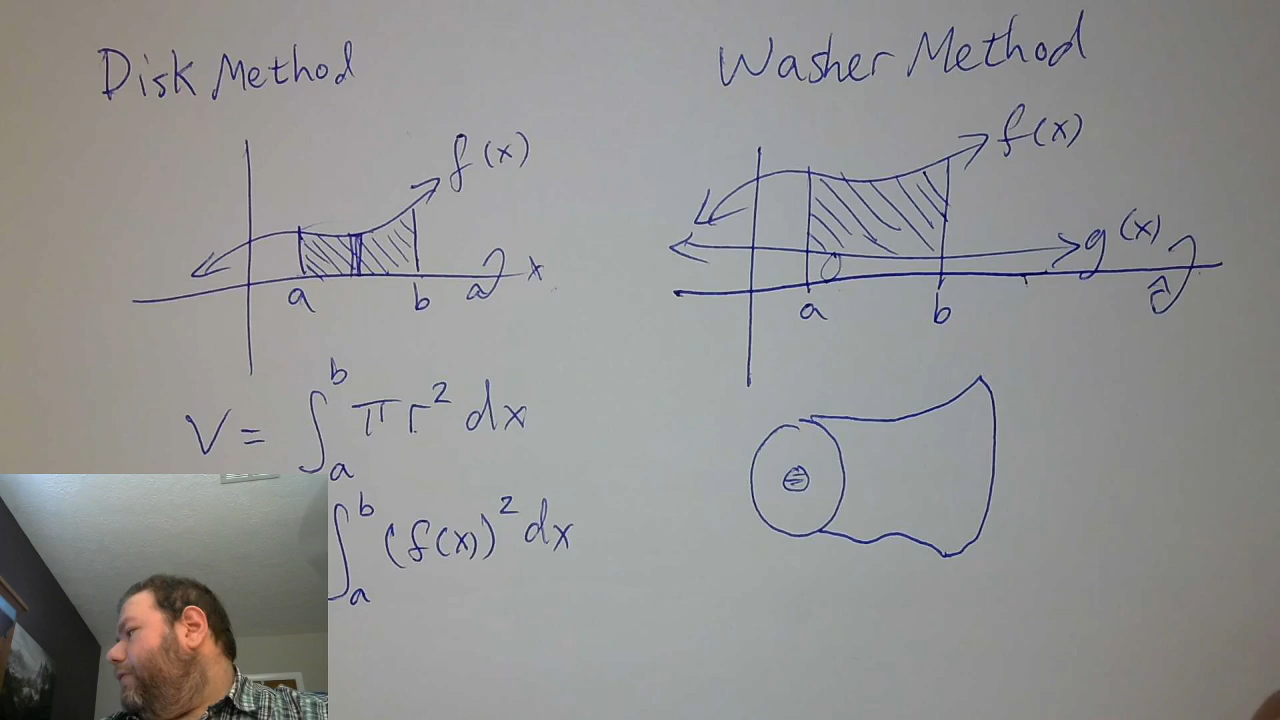 Disk Method
f(x)
x
a
b
V = ∫_a^b πr² dx
∫_a^b (f(x))² dx
Washer Method
f(x)
g(x)
a
b